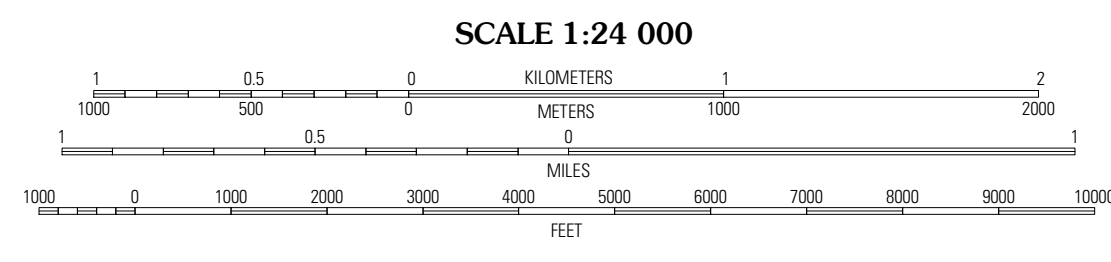 SCALE 1:24 000
1 0.5 0 KILOMETERS 1 2
1000 500 0 METERS 1000 2000
1 0.5 0 1
MILES
1000 0 1000 2000 3000 4000 5000 6000 7000 8000 9000 10000
FEET